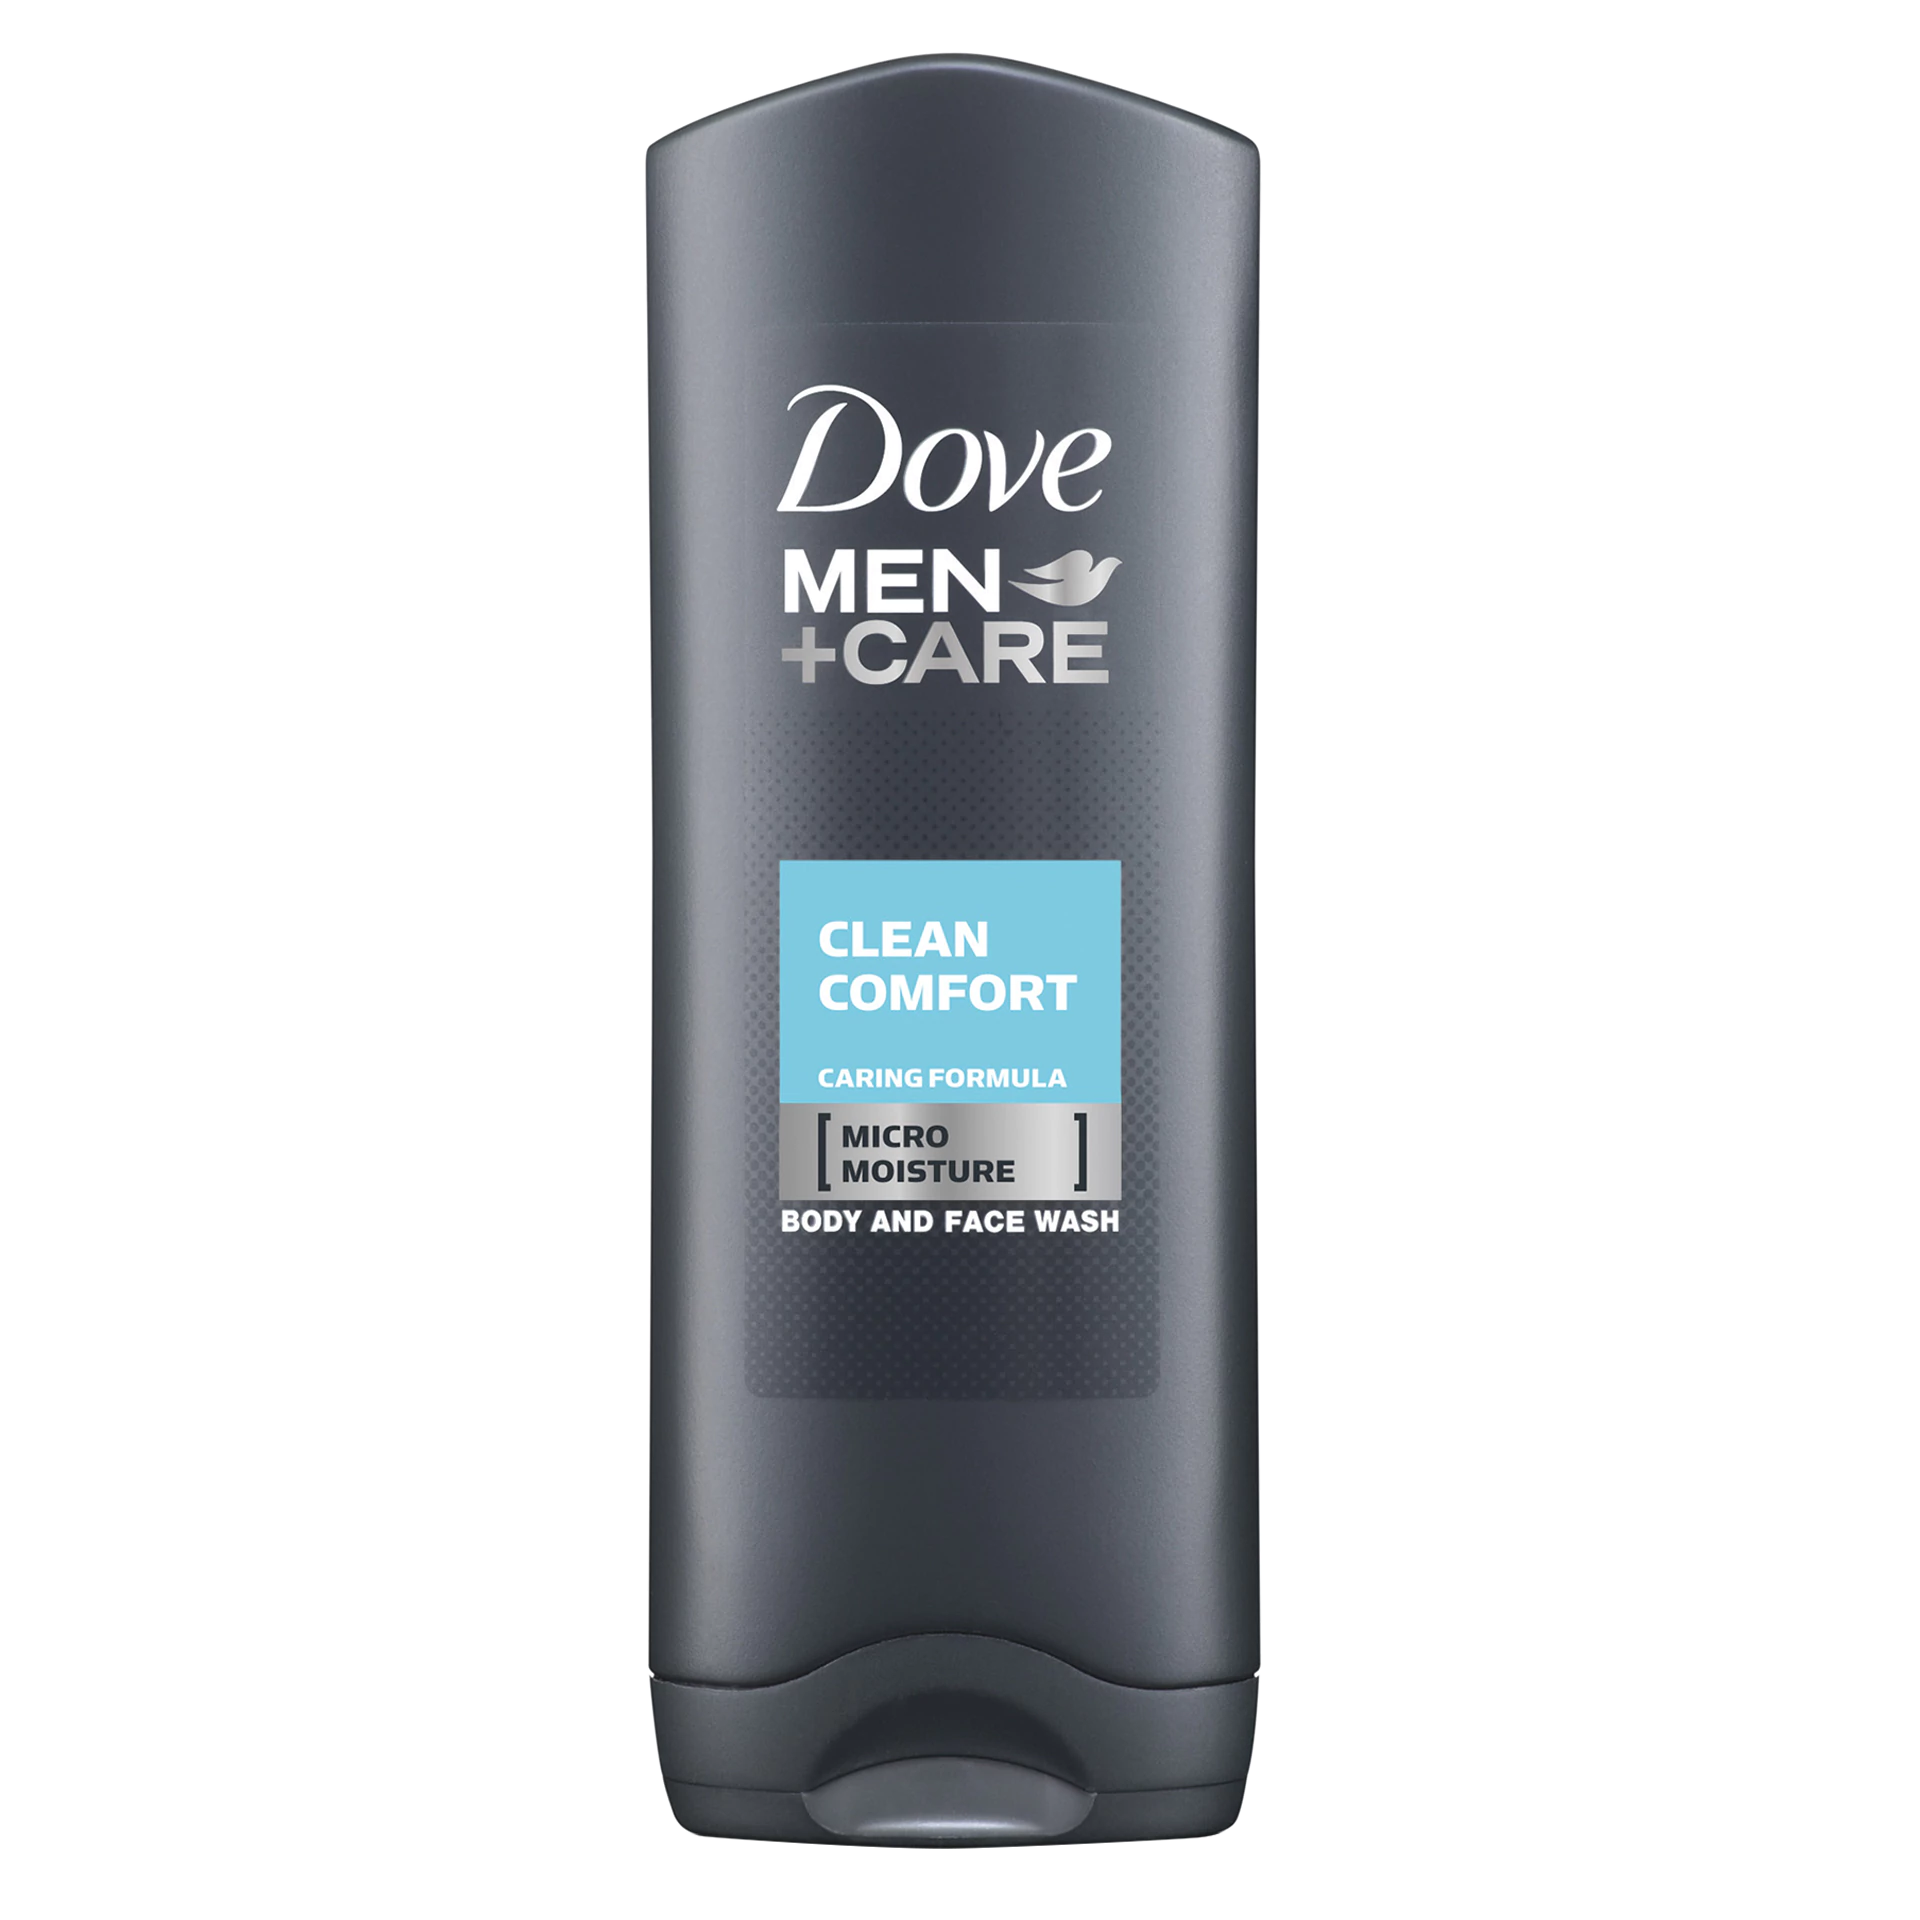 Dove
MEN
+CARE
CLEAN
COMFORT
CARING FORMULA
[MICRO
MOISTURE]
BODY AND FACE WASH